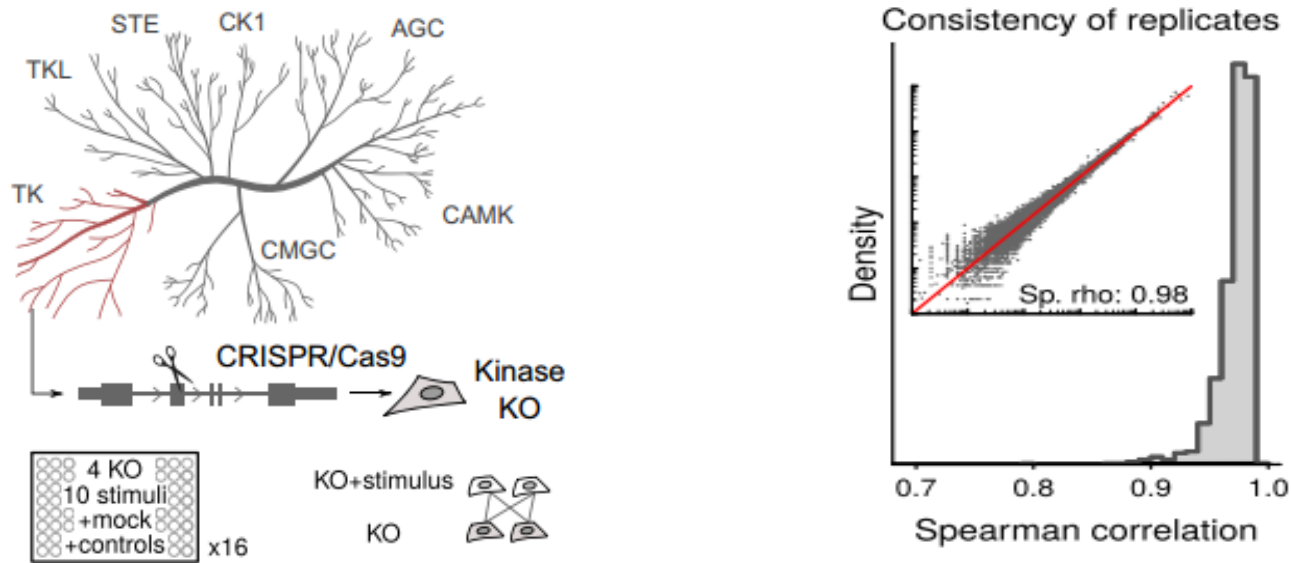 STE
CK1
AGC
TKL
TK
CAMK
CMGC
CRISPR/Cas9
Kinase
KO
4 KO
10 stimuli
+mock
+controls
x16
KO+stimulus
KO
Consistency of replicates
Density
Sp. rho: 0.98
0.7 0.8 0.9 1.0
Spearman correlation